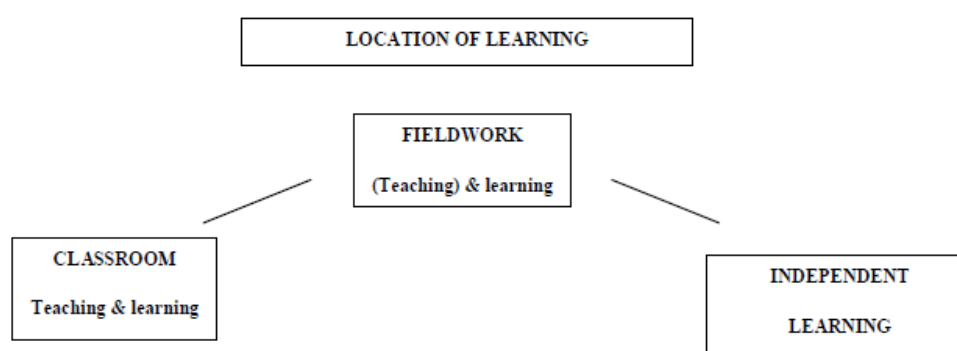 LOCATION OF LEARNING
FIELDWORK
(Teaching) & learning
CLASSROOM
Teaching & learning
INDEPENDENT
LEARNING